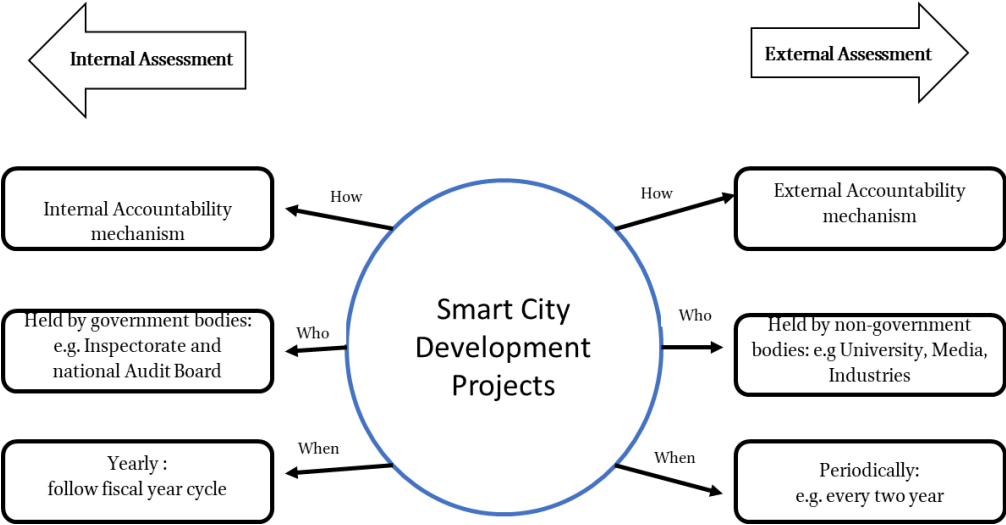 Internal Assessment
External Assessment
How
Internal Accountability
mechanism
How
External Accountability
mechanism
Held by government bodies:
e.g. Inspectorate and
national Audit Board
Who
Smart City
Development
Projects
Who
Held by non-government
bodies: e.g University, Media,
Industries
When
Yearly :
follow fiscal year cycle
When
Periodically:
e.g. every two year